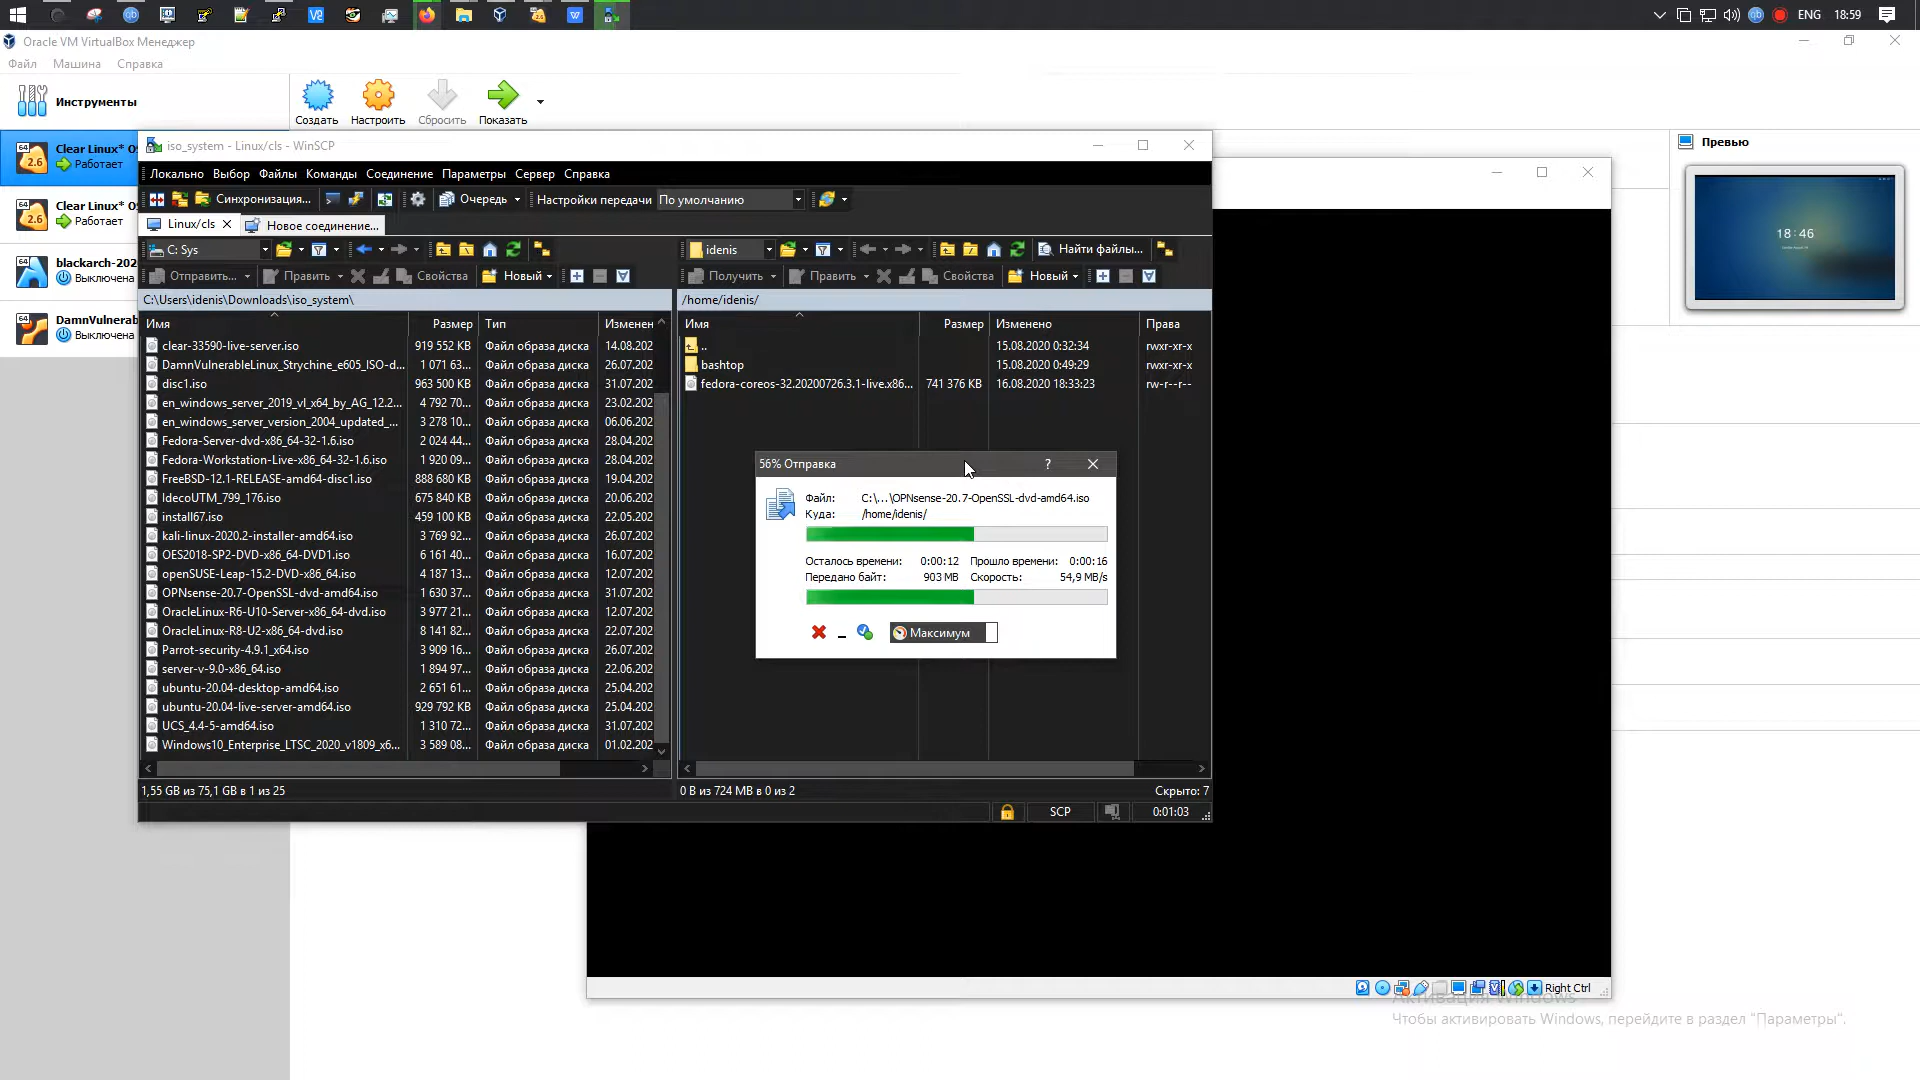 ENG 18:59
Oracle VM VirtualBox Менеджер
Файл Машина Справка
Инструменты
Создать Настроить Сбросить Показать
Clear Linux* O
Работает
Clear Linux* O
Работает
blackarch-202
Выключена
DamnVulnerab
Выключена
Превью
18:46
iso_system - Linux/cls - WinSCP
Локально Выбор Файлы Команды Соединение Параметры Сервер Справка
Синхронизация... Очередь Настройки передачи По умолчанию
Linux/cls Новое соединение...
C: Sys
Отправить... Править Свойства Новый
C:\Users\idenis\Downloads\iso_system\
Имя Размер Тип Изменен
clear-33590-live-server.iso 919 552 KB Файл образа диска 14.08.202
DamnVulnerableLinux_Strychine_e605_ISO-d... 1 071 63... Файл образа диска 26.07.202
disc1.iso 963 500 KB Файл образа диска 31.07.202
en_windows_server_2019_vl_x64_by_AG_12.2... 4 792 70... Файл образа диска 23.02.202
en_windows_server_version_2004_updated_... 3 278 10... Файл образа диска 06.06.202
Fedora-Server-dvd-x86_64-32-1.6.iso 2 024 44... Файл образа диска 28.04.202
Fedora-Workstation-Live-x86_64-32-1.6.iso 1 920 09... Файл образа диска 28.04.202
FreeBSD-12.1-RELEASE-amd64-disc1.iso 888 680 KB Файл образа диска 19.04.202
IdecoUTM_799_176.iso 675 840 KB Файл образа диска 20.06.202
install67.iso 459 100 KB Файл образа диска 22.05.202
kali-linux-2020.2-installer-amd64.iso 3 769 92... Файл образа диска 26.07.202
OES2018-SP2-DVD-x86_64-DVD1.iso 6 161 40... Файл образа диска 16.07.202
openSUSE-Leap-15.2-DVD-x86_64.iso 4 187 13... Файл образа диска 12.07.202
OPNsense-20.7-OpenSSL-dvd-amd64.iso 1 630 37... Файл образа диска 31.07.202
OracleLinux-R6-U10-Server-x86_64-dvd.iso 3 977 21... Файл образа диска 12.07.202
OracleLinux-R8-U2-x86_64-dvd.iso 8 141 82... Файл образа диска 22.07.202
Parrot-security-4.9.1_x64.iso 3 909 16... Файл образа диска 26.07.202
server-v-9.0-x86_64.iso 1 894 97... Файл образа диска 22.06.202
ubuntu-20.04-desktop-amd64.iso 2 651 61... Файл образа диска 25.04.202
ubuntu-20.04-live-server-amd64.iso 929 792 KB Файл образа диска 25.04.202
UCS_4.4-5-amd64.iso 1 310 72... Файл образа диска 31.07.202
Windows10_Enterprise_LTSC_2020_v1809_x6... 3 589 08... Файл образа диска 01.02.202
1,55 GB из 75,1 GB в 1 из 25
idenis Найти файлы...
Получить Править Свойства Новый
/home/idenis/
Имя Размер Изменено Права
.. 15.08.2020 0:32:34 rwxr-xr-x
bashtop 15.08.2020 0:49:29 rwxr-xr-x
fedora-coreos-32.20200726.3.1-live.x86... 741 376 KB 16.08.2020 18:33:23 rw-r--r--
0 B из 724 MB в 0 из 2 Скрыто: 7
SCP 0:01:03
56% Отправка ?
Файл: C:\...\OPNsense-20.7-OpenSSL-dvd-amd64.iso
Куда: /home/idenis/
Осталось времени: 0:00:12 Прошло времени: 0:00:16
Передано байт: 903 MB Скорость: 54,9 MB/s
Максимум
Right Ctrl
Активация Windows
Чтобы активировать Windows, перейдите в раздел "Параметры".